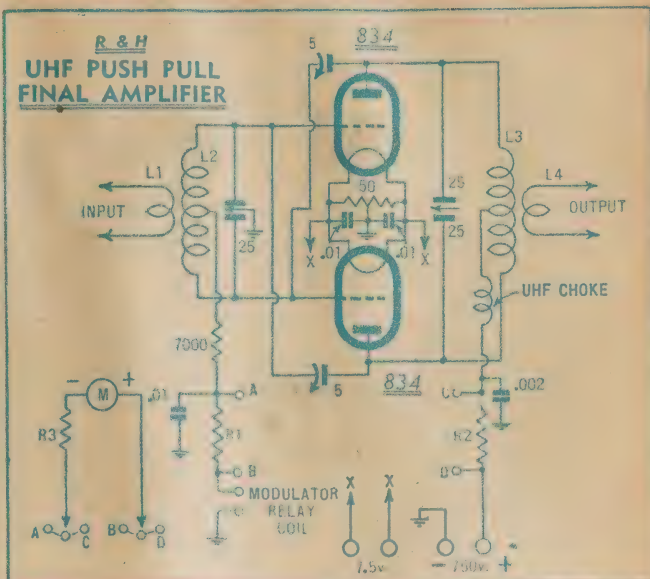 R & H
UHF PUSH PULL
FINAL AMPLIFIER
5
834
L1
L2
L3
L4
INPUT
OUTPUT
25
50
25
25
.01
.01
X
X
UHF CHOKE
7000
5
834
.01
A
.002
- M +
R3
R1
R2
B
MODULATOR
RELAY
COIL
X X
A C B D
7.5v.
- 750v. +